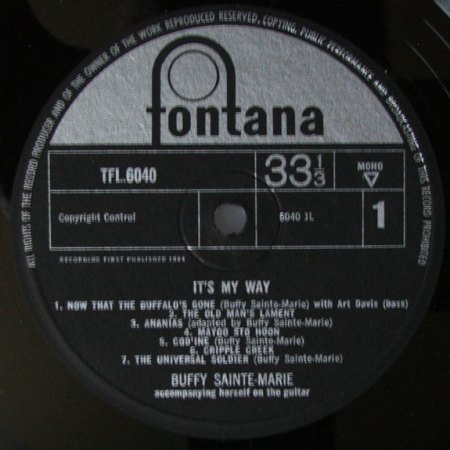 ALL RIGHTS OF THE RECORD PRODUCER AND OF THE OWNER OF THE WORK REPRODUCED RESERVED, COPYING, PUBLIC PERFORMANCE AND BROADCASTING OF THIS RECORD PROHIBITED
fontana
TFL.6040
33 1/3
MONO
1
Copyright Control
6040 1L
RECORDING FIRST PUBLISHED 1964
IT'S MY WAY
1. NOW THAT THE BUFFALO'S GONE (Buffy Sainte-Marie) with Art Davis (bass)
2. THE OLD MAN'S LAMENT
3. ANANIAS (adapted by Buffy Sainte-Marie)
4. MAYOO STO HOON
5. COD'INE (Buffy Sainte-Marie)
6. CRIPPLE CREEK
7. THE UNIVERSAL SOLDIER (Buffy Sainte-Marie)
BUFFY SAINTE-MARIE
accompanying herself on the guitar